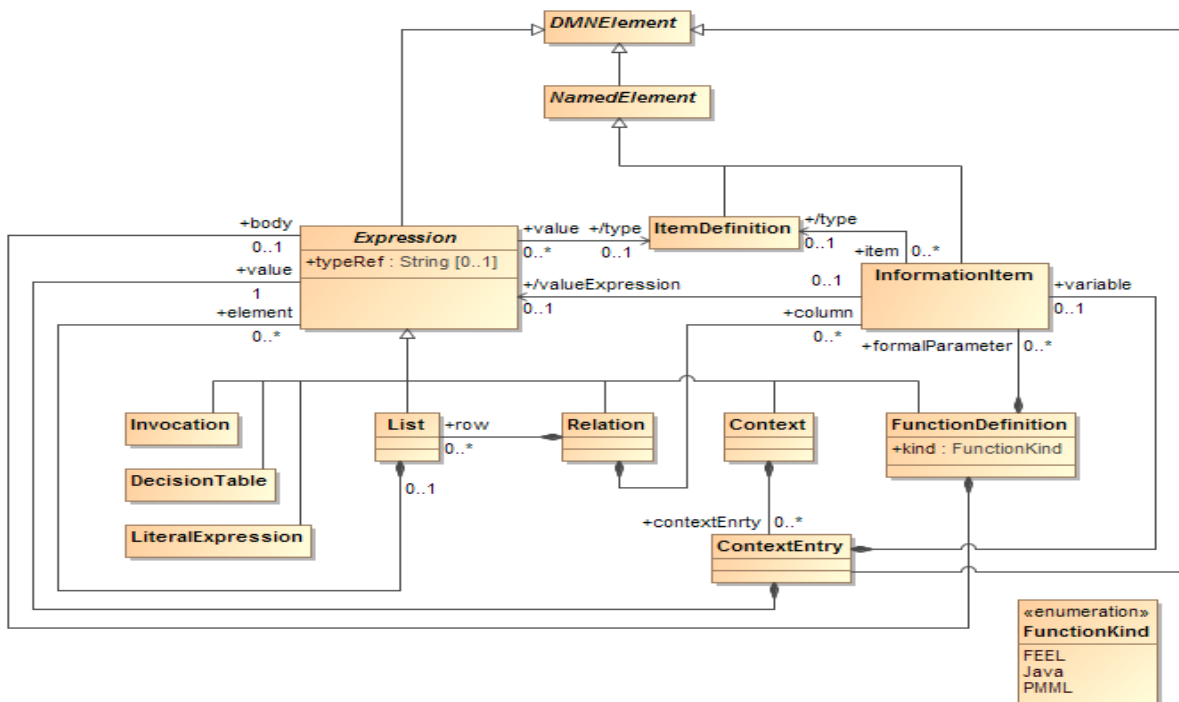 DMNElement
NamedElement
+body
0..1
+value
1
+element
0..*
Expression
+typeRef : String [0..1]
+value
0..*
+/type
0..1
ItemDefinition
+/type
0..1
+item
0..*
+/valueExpression
0..1
0..1
InformationItem
+variable
0..1
+column
0..*
+formalParameter
0..*
Invocation
DecisionTable
LiteralExpression
List
0..1
+row
0..*
Relation
Context
FunctionDefinition
+kind : FunctionKind
+contextEnrty
0..*
ContextEntry
«enumeration»
FunctionKind
FEEL
Java
PMML